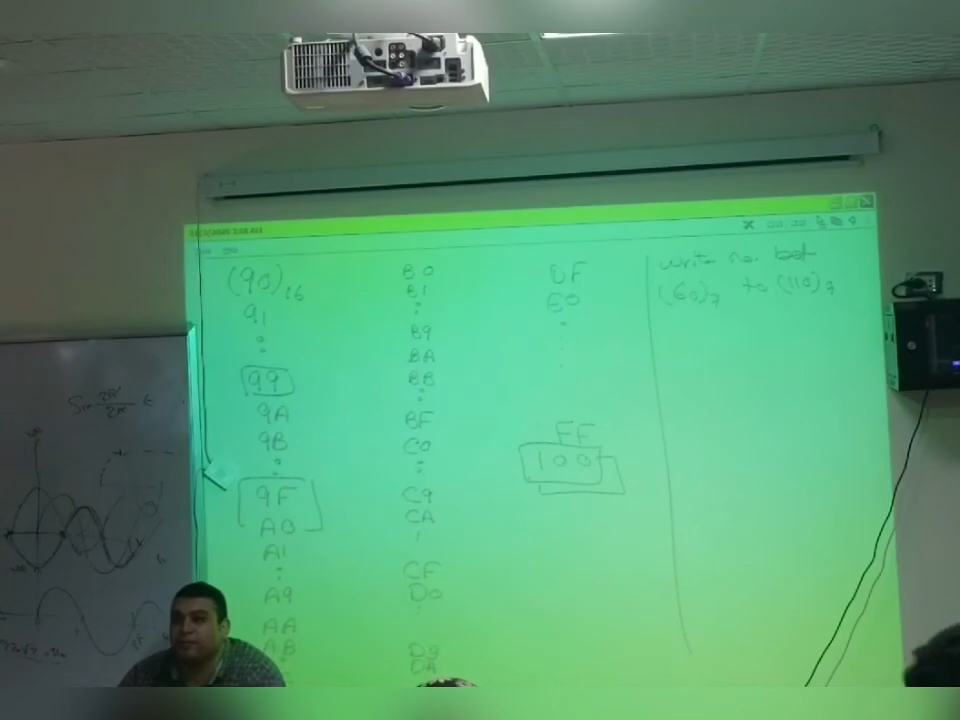 (90)16
91
:
99
9A
9B
:
9F
A0
A1
:
A9
AA
AB
B0
B1
:
B9
BA
BB
:
BF
C0
:
C9
CA
CF
D0
D9
DA
DF
E0
FF
100
write no. bet
(60)7 to (110)7
Sin